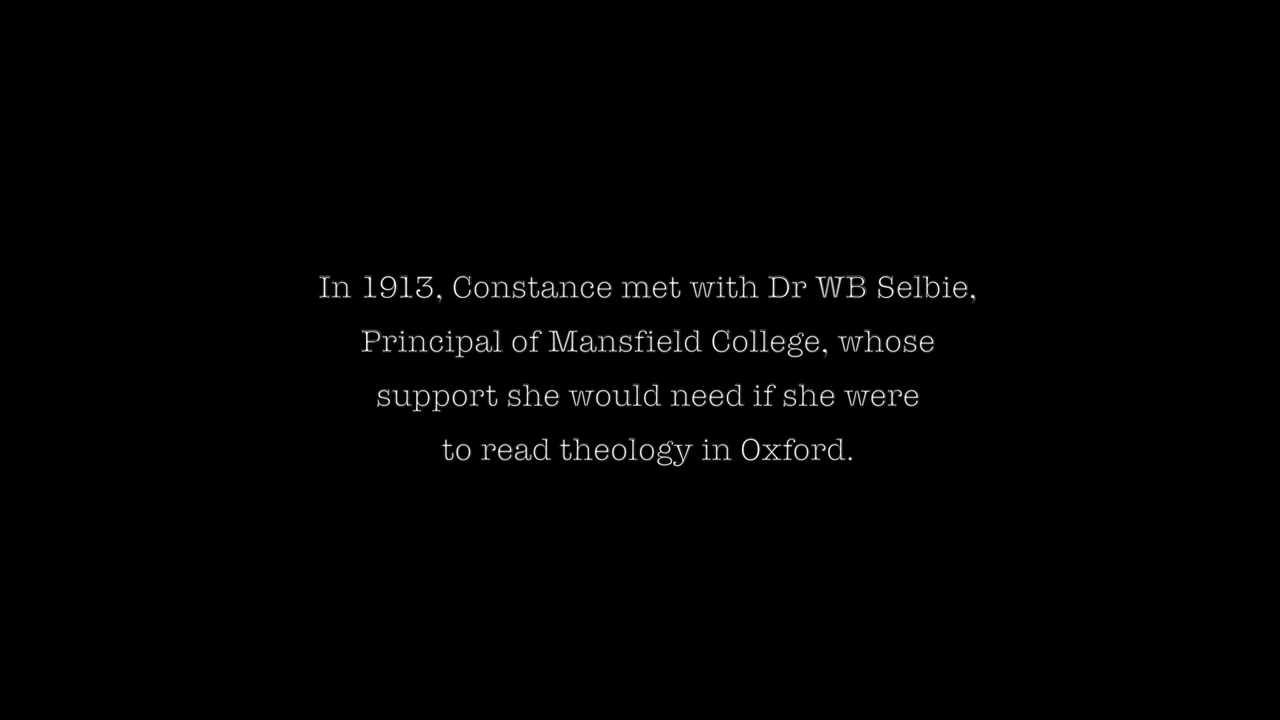 In 1913, Constance met with Dr WB Selbie,
Principal of Mansfield College, whose
support she would need if she were
to read theology in Oxford.